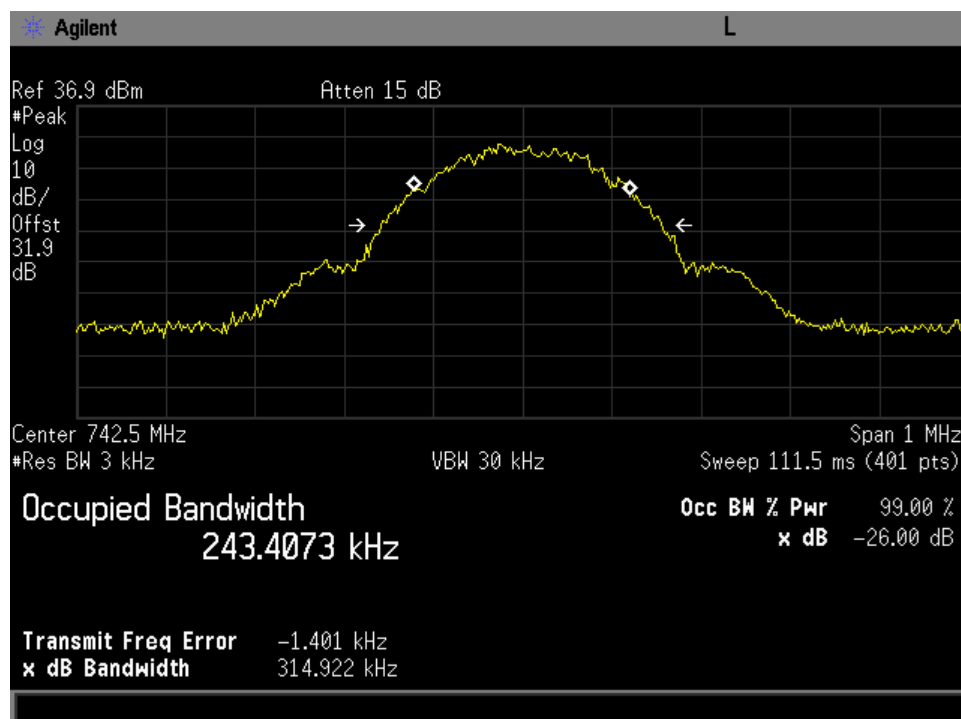 Agilent L
Ref 36.9 dBm Atten 15 dB
#Peak
Log
10
dB/
Offst
31.9
dB
Center 742.5 MHz Span 1 MHz
#Res BW 3 kHz VBW 30 kHz Sweep 111.5 ms (401 pts)
Occupied Bandwidth Occ BW % Pwr 99.00 %
243.4073 kHz x dB -26.00 dB
Transmit Freq Error -1.401 kHz
x dB Bandwidth 314.922 kHz